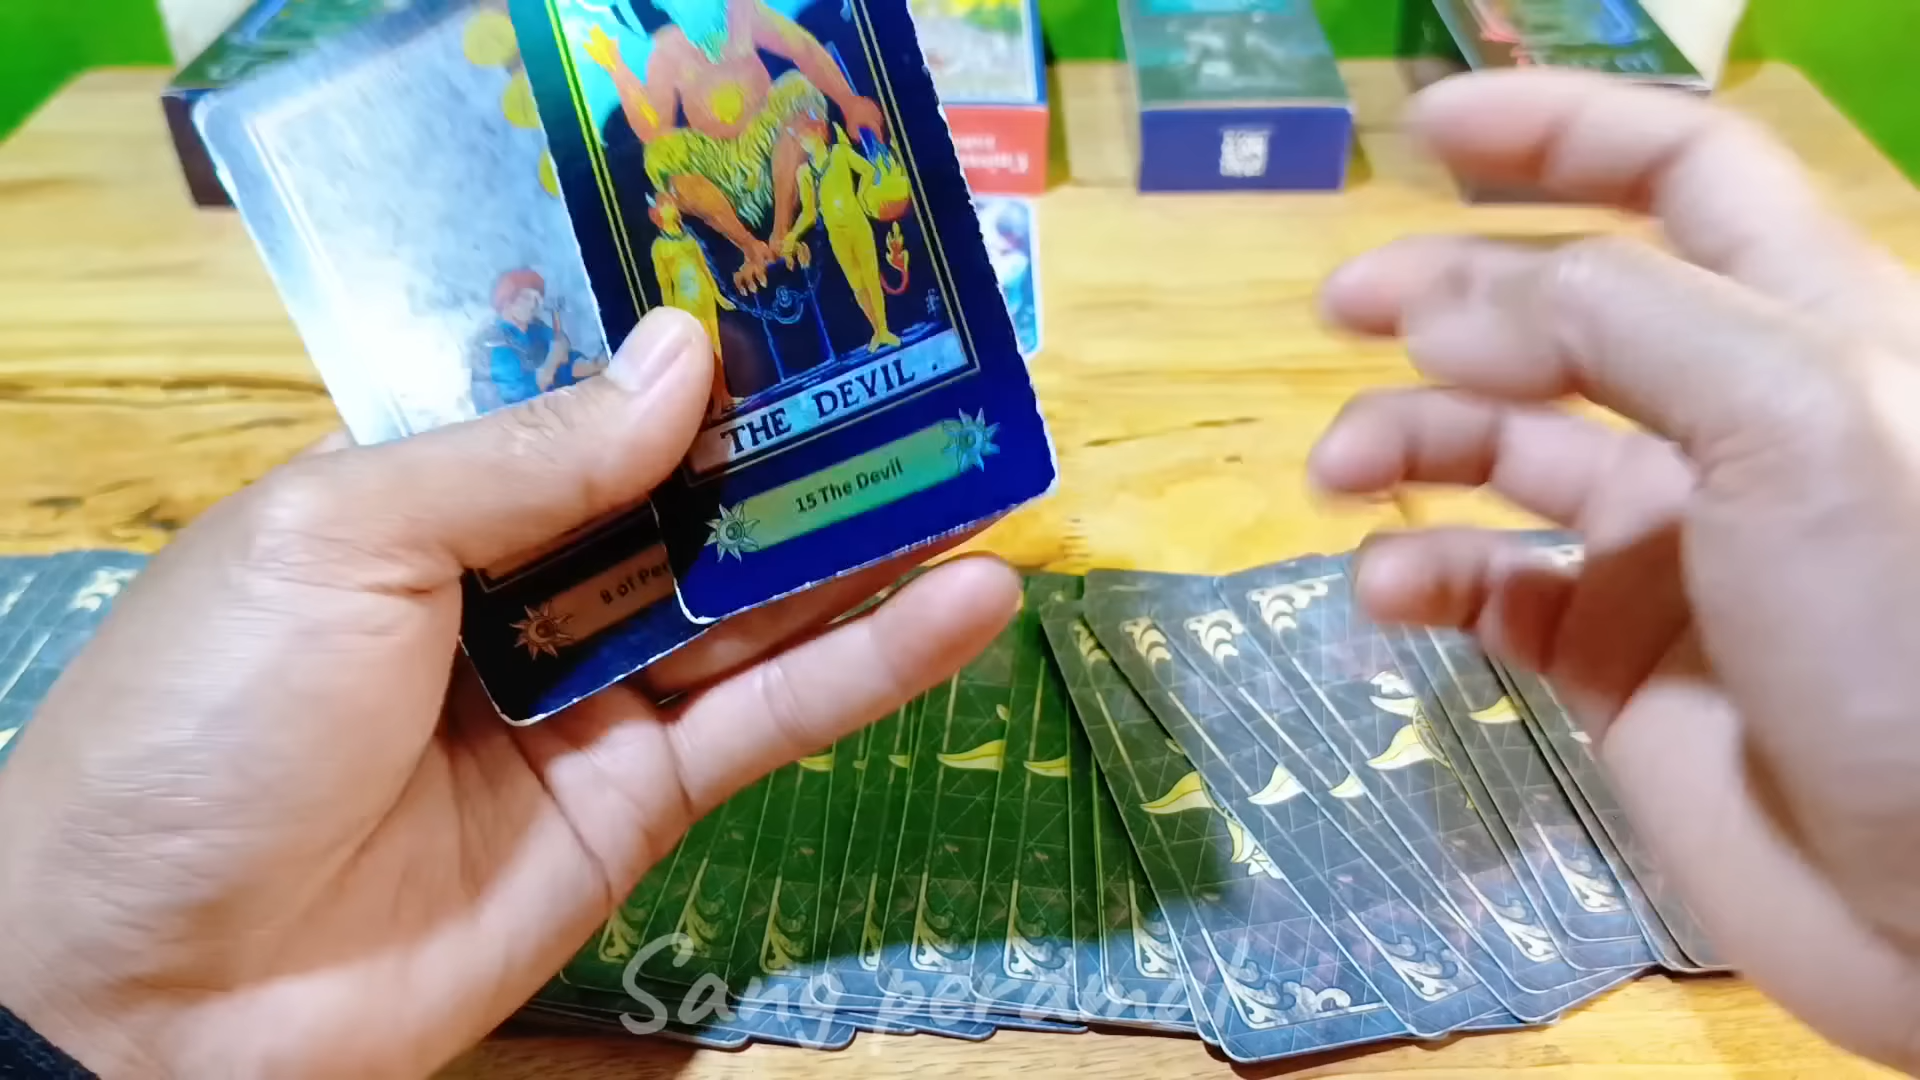 THE DEVIL.
15 The Devil
8 of Pen
Sang peramal